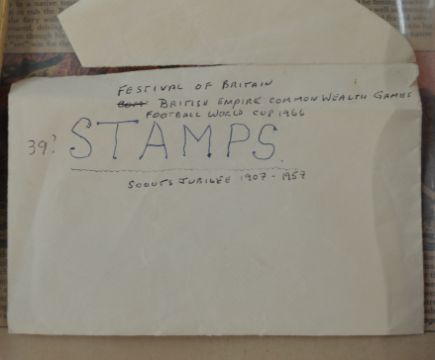 FESTIVAL OF BRITAIN
BRITISH EMPIRE COMMONWEALTH GAMES
FOOTBALL WORLD CUP 1966
39? STAMPS.
SCOUTS JUBILEE 1907 - 1957